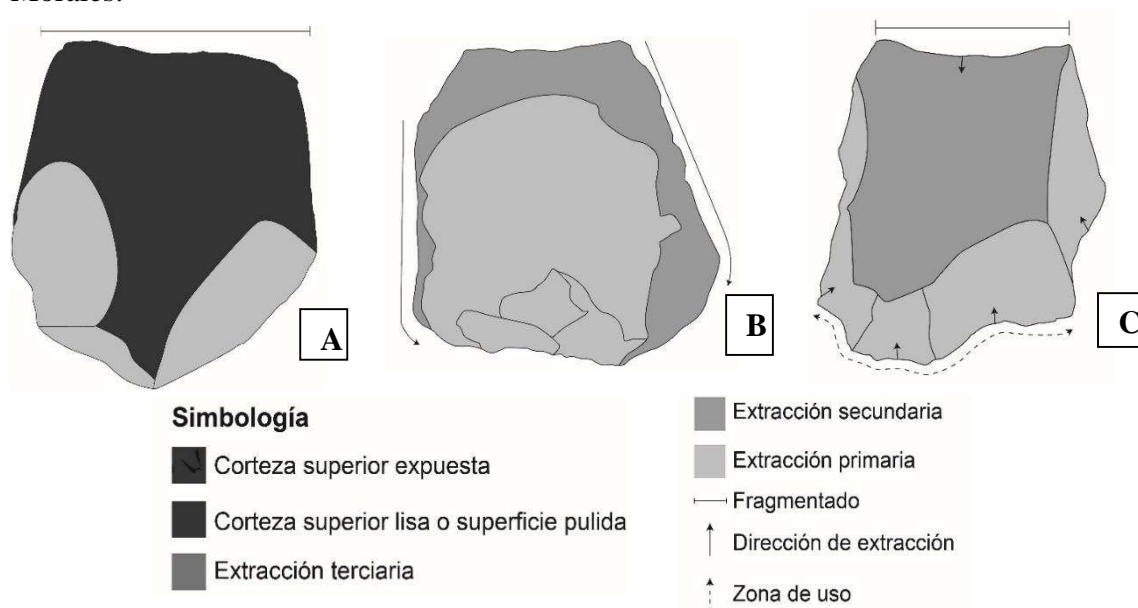 Morales.
A
B
C
Simbología
Corteza superior expuesta
Corteza superior lisa o superficie pulida
Extracción terciaria
Extracción secundaria
Extracción primaria
Fragmentado
Dirección de extracción
Zona de uso